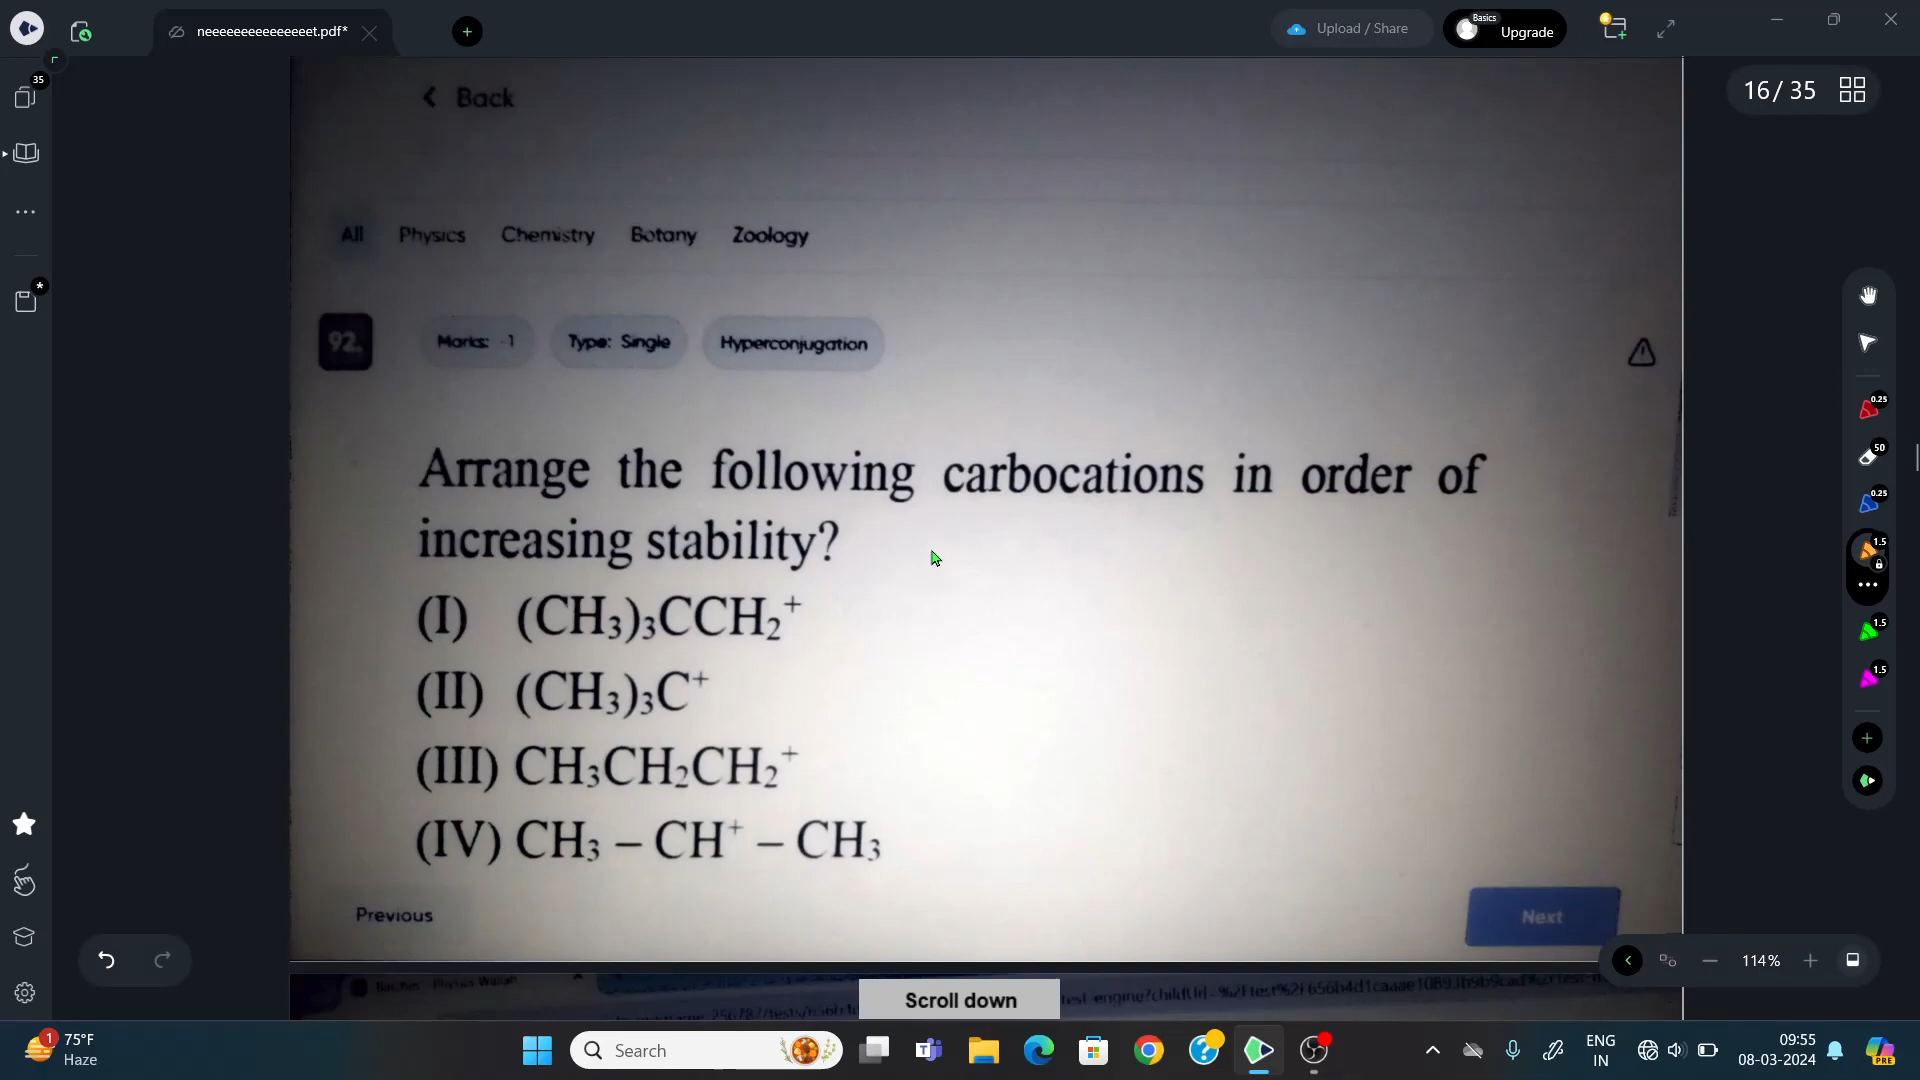 neeeeeeeeeeeeeeet.pdf*
Upload / Share
Basics
Upgrade
35
16/ 35
Back
All Physics Chemistry Botany Zoology
92. Marks: -1 Type: Single Hyperconjugation
Arrange the following carbocations in order of
increasing stability?
(I) (CH₃)₃CCH₂⁺
(II) (CH₃)₃C⁺
(III) CH₃CH₂CH₂⁺
(IV) CH₃ – CH⁺ – CH₃
Previous
Next
0.25
50
0.25
1.5
1.5
1.5
114%
Scroll down
1
75°F
Haze
Search
ENG
IN
09:55
08-03-2024
PRE